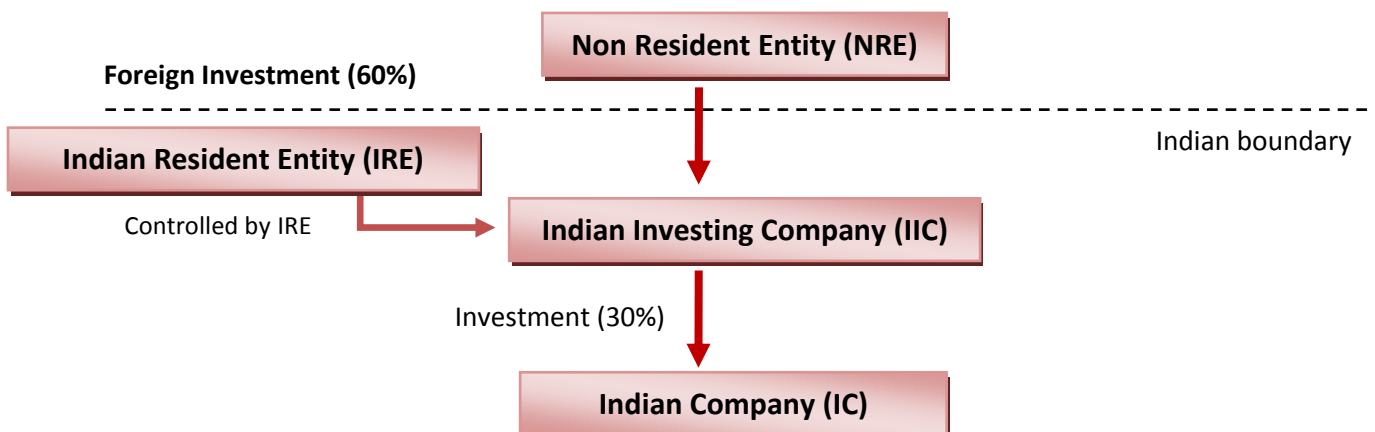 Non Resident Entity (NRE)
Foreign Investment (60%)
Indian boundary
Indian Resident Entity (IRE)
Controlled by IRE
Indian Investing Company (IIC)
Investment (30%)
Indian Company (IC)